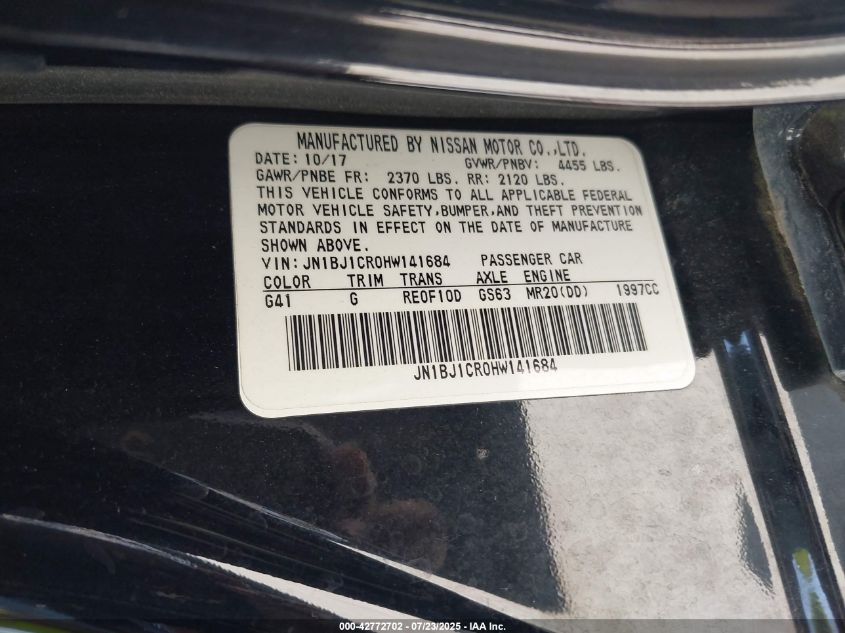 MANUFACTURED BY NISSAN MOTOR CO.,LTD.
DATE: 10/17 GVWR/PNBV: 4455 LBS.
GAWR/PNBE FR: 2370 LBS. RR: 2120 LBS.
THIS VEHICLE CONFORMS TO ALL APPLICABLE FEDERAL
MOTOR VEHICLE SAFETY,BUMPER,AND THEFT PREVENTION
STANDARDS IN EFFECT ON THE DATE OF MANUFACTURE
SHOWN ABOVE.
VIN: JN1BJ1CR0HW141684 PASSENGER CAR
COLOR TRIM TRANS AXLE ENGINE
G41 G RE0F10D GS63 MR20(DD) 1997CC
JN1BJ1CR0HW141684
000-42772702 - 07/23/2025 - IAA Inc.